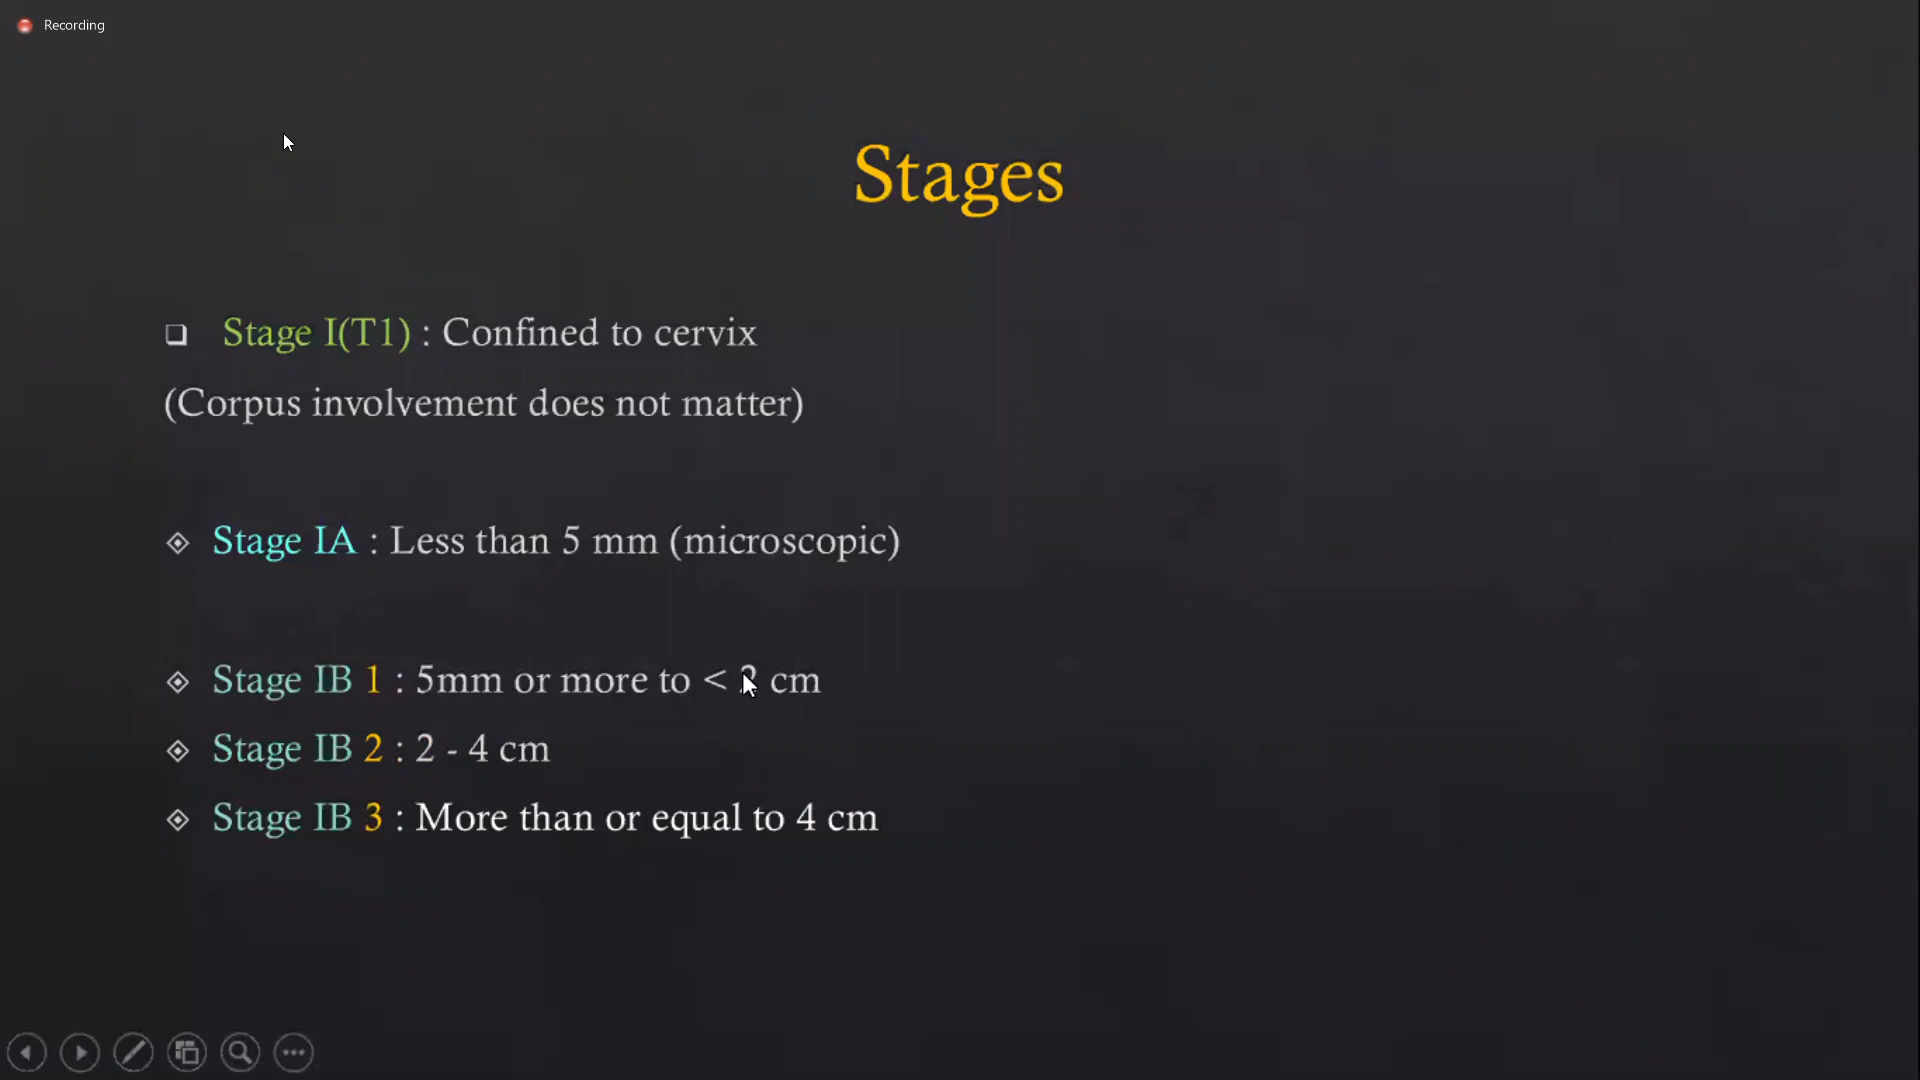 Recording
Stages
Stage I(T1) : Confined to cervix
(Corpus involvement does not matter)
Stage IA : Less than 5 mm (microscopic)
Stage IB 1 : 5mm or more to < 2 cm
Stage IB 2 : 2 - 4 cm
Stage IB 3 : More than or equal to 4 cm